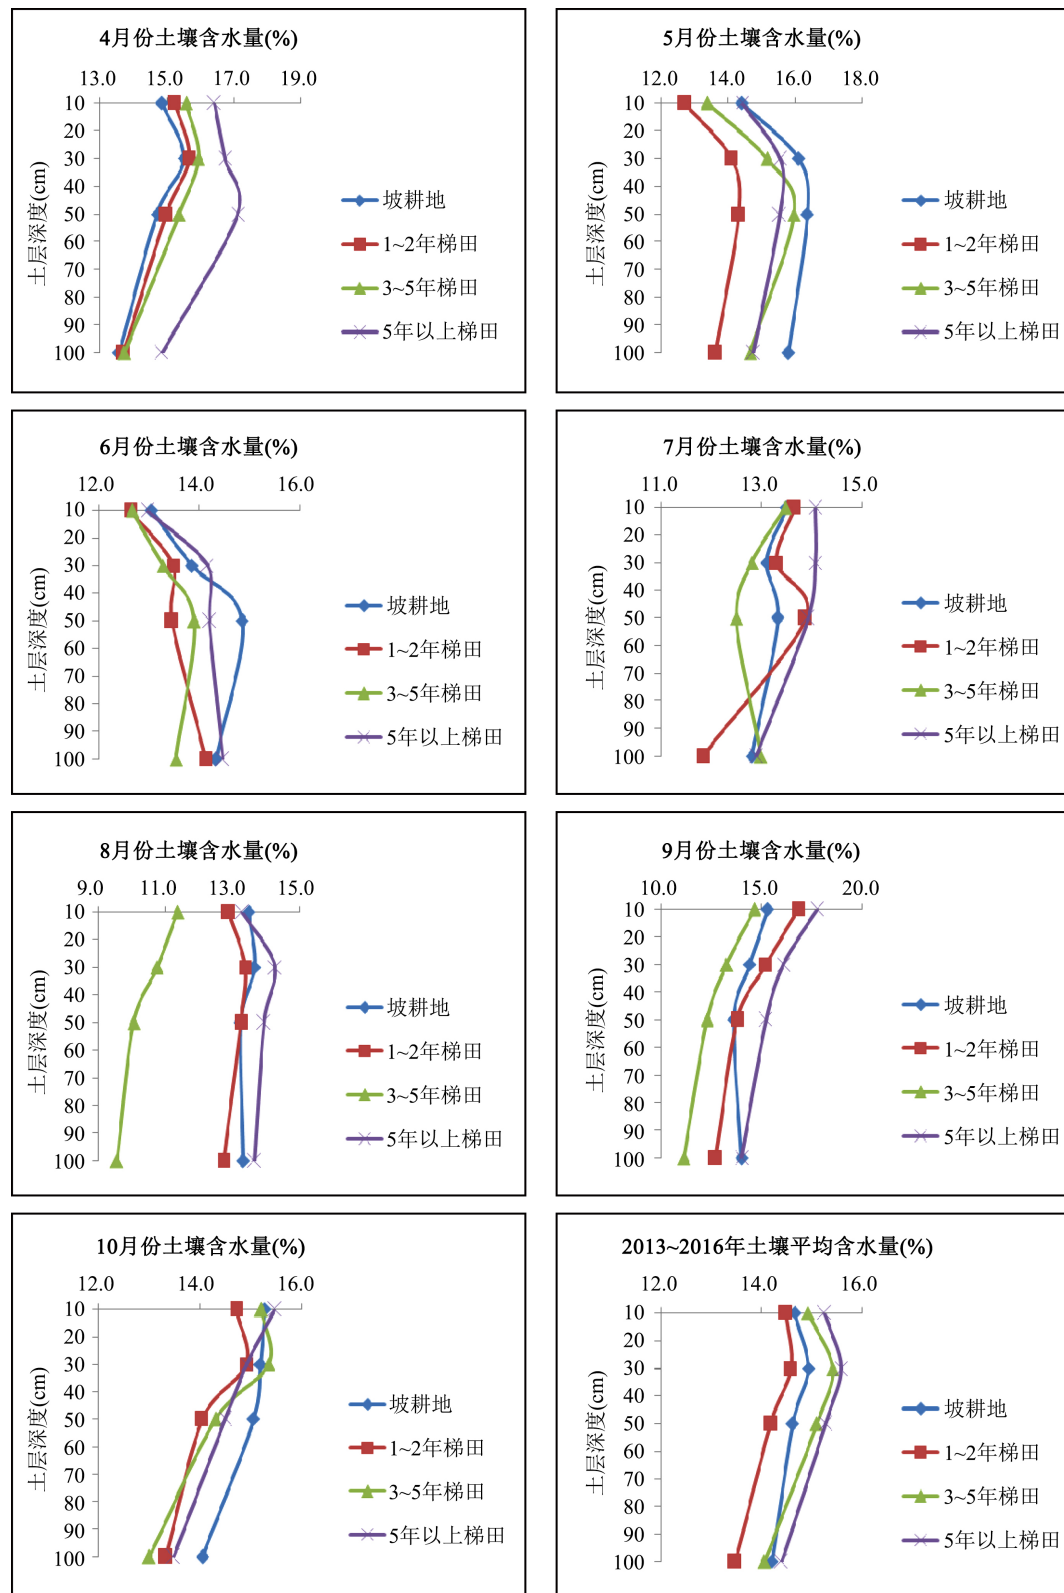 4月份土壤含水量(%)
13.0 15.0 17.0 19.0
10
20
30
40
50
60
70
80
90
100
土层深度(cm)
坡耕地
1~2年梯田
3~5年梯田
5年以上梯田
5月份土壤含水量(%)
12.0 14.0 16.0 18.0
10
20
30
40
50
60
70
80
90
100
土层深度(cm)
坡耕地
1~2年梯田
3~5年梯田
5年以上梯田
6月份土壤含水量(%)
12.0 14.0 16.0
10
20
30
40
50
60
70
80
90
100
土层深度(cm)
坡耕地
1~2年梯田
3~5年梯田
5年以上梯田
7月份土壤含水量(%)
11.0 13.0 15.0
10
20
30
40
50
60
70
80
90
100
土层深度(cm)
坡耕地
1~2年梯田
3~5年梯田
5年以上梯田
8月份土壤含水量(%)
9.0 11.0 13.0 15.0
10
20
30
40
50
60
70
80
90
100
土层深度(cm)
坡耕地
1~2年梯田
3~5年梯田
5年以上梯田
9月份土壤含水量(%)
10.0 15.0 20.0
10
20
30
40
50
60
70
80
90
100
土层深度(cm)
坡耕地
1~2年梯田
3~5年梯田
5年以上梯田
10月份土壤含水量(%)
12.0 14.0 16.0
10
20
30
40
50
60
70
80
90
100
土层深度(cm)
坡耕地
1~2年梯田
3~5年梯田
5年以上梯田
2013~2016年土壤平均含水量(%)
12.0 14.0 16.0
10
20
30
40
50
60
70
80
90
100
土层深度(cm)
坡耕地
1~2年梯田
3~5年梯田
5年以上梯田